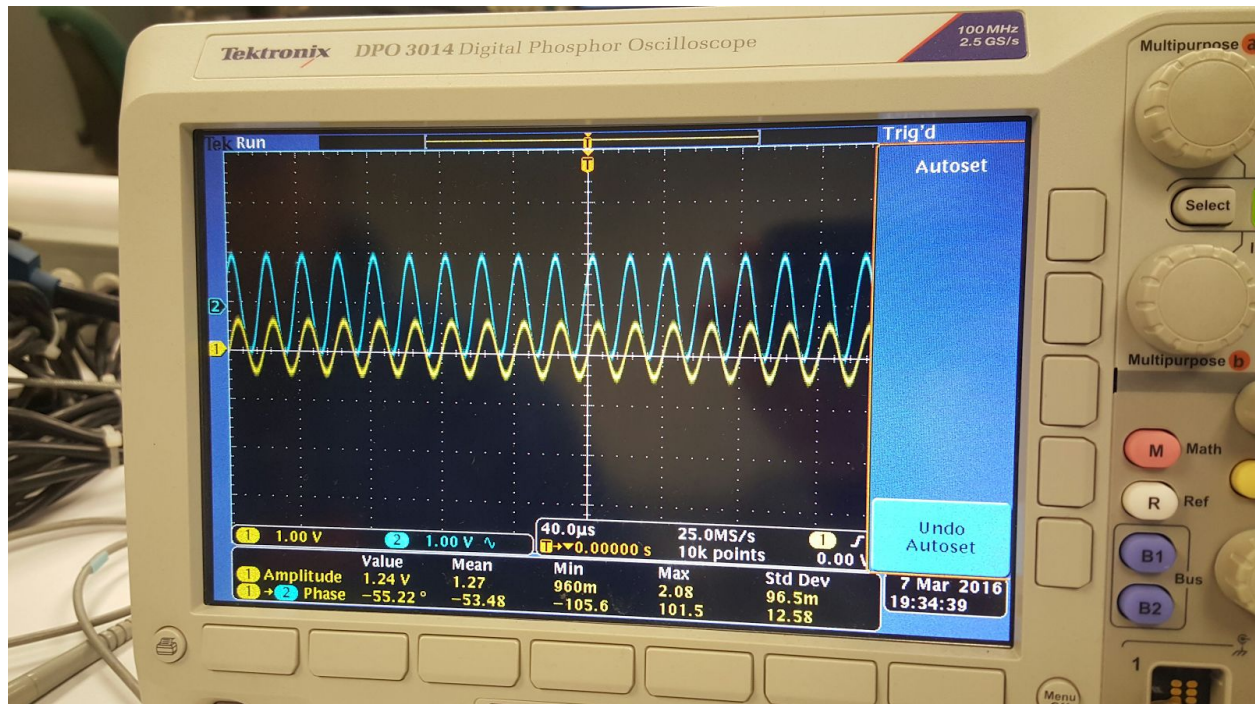 Tektronix DPO 3014 Digital Phosphor Oscilloscope
100 MHz
2.5 GS/s
Multipurpose a
Tek Run
Trig'd
T
T
Autoset
Select
2
1
Multipurpose b
M Math
R Ref
B1
Bus
B2
Undo
Autoset
1 1.00 V 2 1.00 V ∿
40.0µs 25.0MS/s 1 ⎍
T→▼0.00000 s 10k points 0.00 V
Value Mean Min Max Std Dev
1 Amplitude 1.24 V 1.27 960m 2.08 96.5m
1→2 Phase −55.22 ° −53.48 −105.6 101.5 12.58
7 Mar 2016
19:34:39
1
Menu